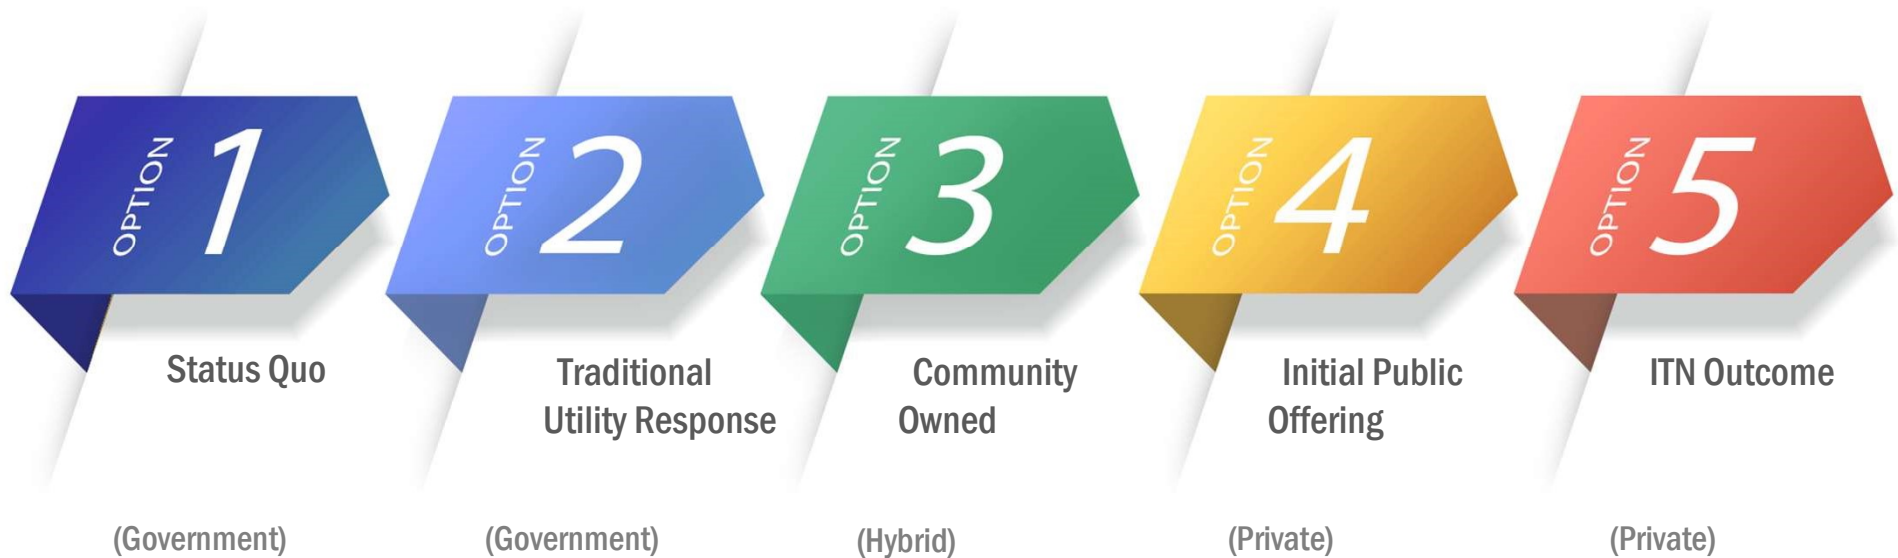 OPTION 1
Status Quo
(Government)
OPTION 2
Traditional
Utility Response
(Government)
OPTION 3
Community
Owned
(Hybrid)
OPTION 4
Initial Public
Offering
(Private)
OPTION 5
ITN Outcome
(Private)